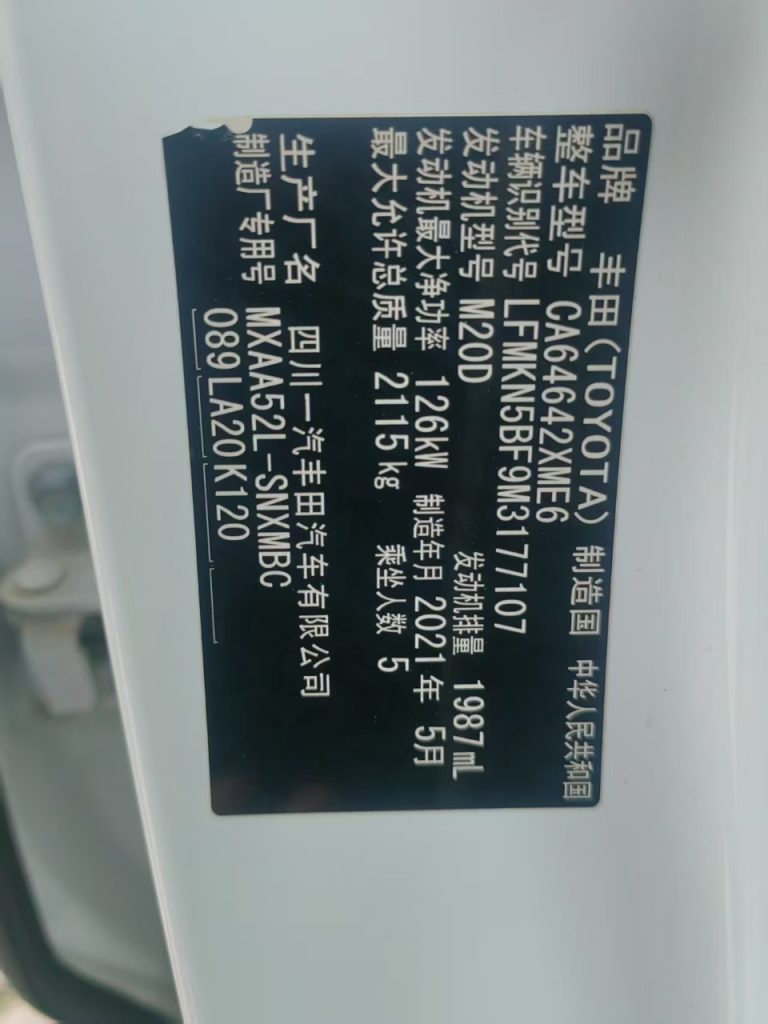 品牌 丰田(TOYOTA) 制造国 中华人民共和国
整车型号 CA64642XME6
车辆识别代号 LFMKN5BF9M3177107
发动机型号 M20D 发动机排量 1987mL
发动机最大净功率 126kW 制造年月 2021年 5月
最大允许总质量 2115kg 乘坐人数 5
生产厂名 四川一汽丰田汽车有限公司
制造厂专用号 MXAA52L-SNXMBC
089LA20K120